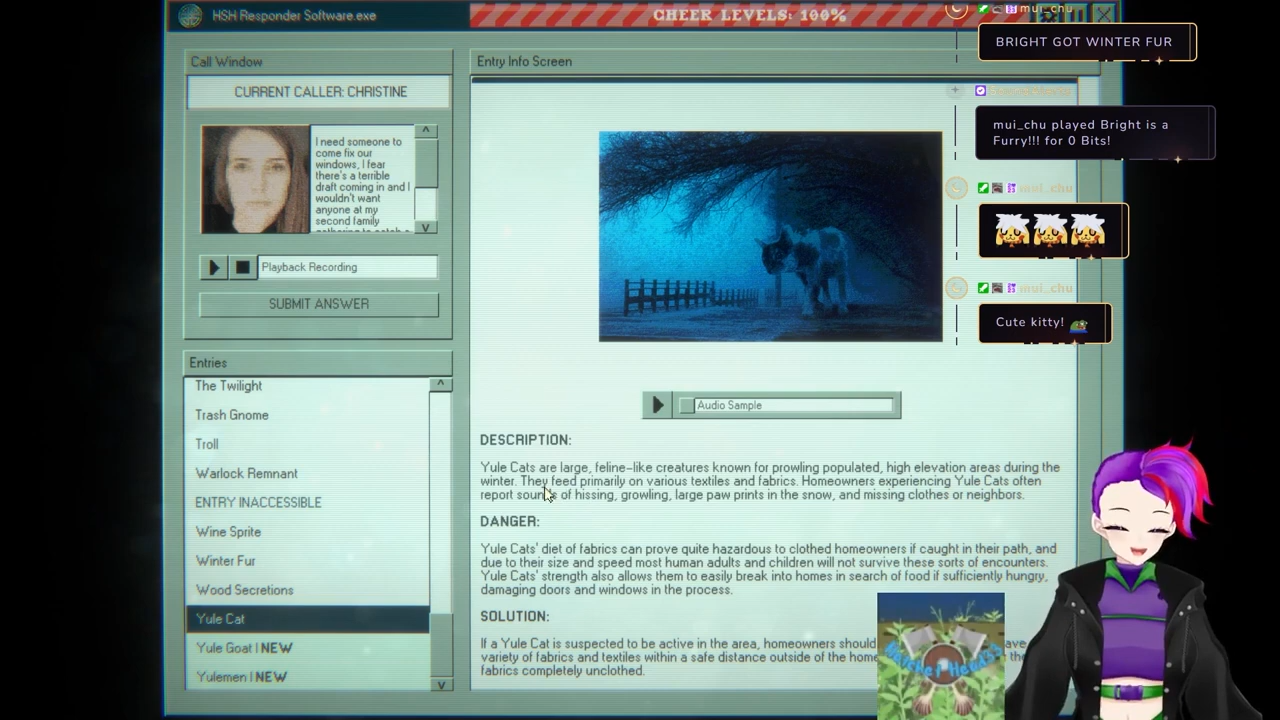 HSH Responder Software.exe
CHEER LEVELS: 100%
mui_chu
BRIGHT GOT WINTER FUR
mui_chu played Bright is a
Furry!!! for 0 Bits!
mui_chu
mui_chu
Cute kitty!
Call Window
CURRENT CALLER: CHRISTINE
I need someone to
come fix our
windows, I fear
there's a terrible
draft coming in and I
wouldn't want
anyone at my
second family
Playback Recording
SUBMIT ANSWER
Entries
The Twilight
Trash Gnome
Troll
Warlock Remnant
ENTRY INACCESSIBLE
Wine Sprite
Winter Fur
Wood Secretions
Yule Cat
Yule Goat | NEW
Yulemen | NEW
Entry Info Screen
Audio Sample
DESCRIPTION:
Yule Cats are large, feline-like creatures known for prowling populated, high elevation areas during the
winter. They feed primarily on various textiles and fabrics. Homeowners experiencing Yule Cats often
report sounds of hissing, growling, large paw prints in the snow, and missing clothes or neighbors.
DANGER:
Yule Cats' diet of fabrics can prove quite hazardous to clothed homeowners if caught in their path, and
due to their size and speed most human adults and children will not survive these sorts of encounters.
Yule Cats' strength also allows them to easily break into homes in search of food if sufficiently hungry,
damaging doors and windows in the process.
SOLUTION:
If a Yule Cat is suspected to be active in the area, homeowners should
variety of fabrics and textiles within a safe distance outside of the
fabrics completely unclothed.